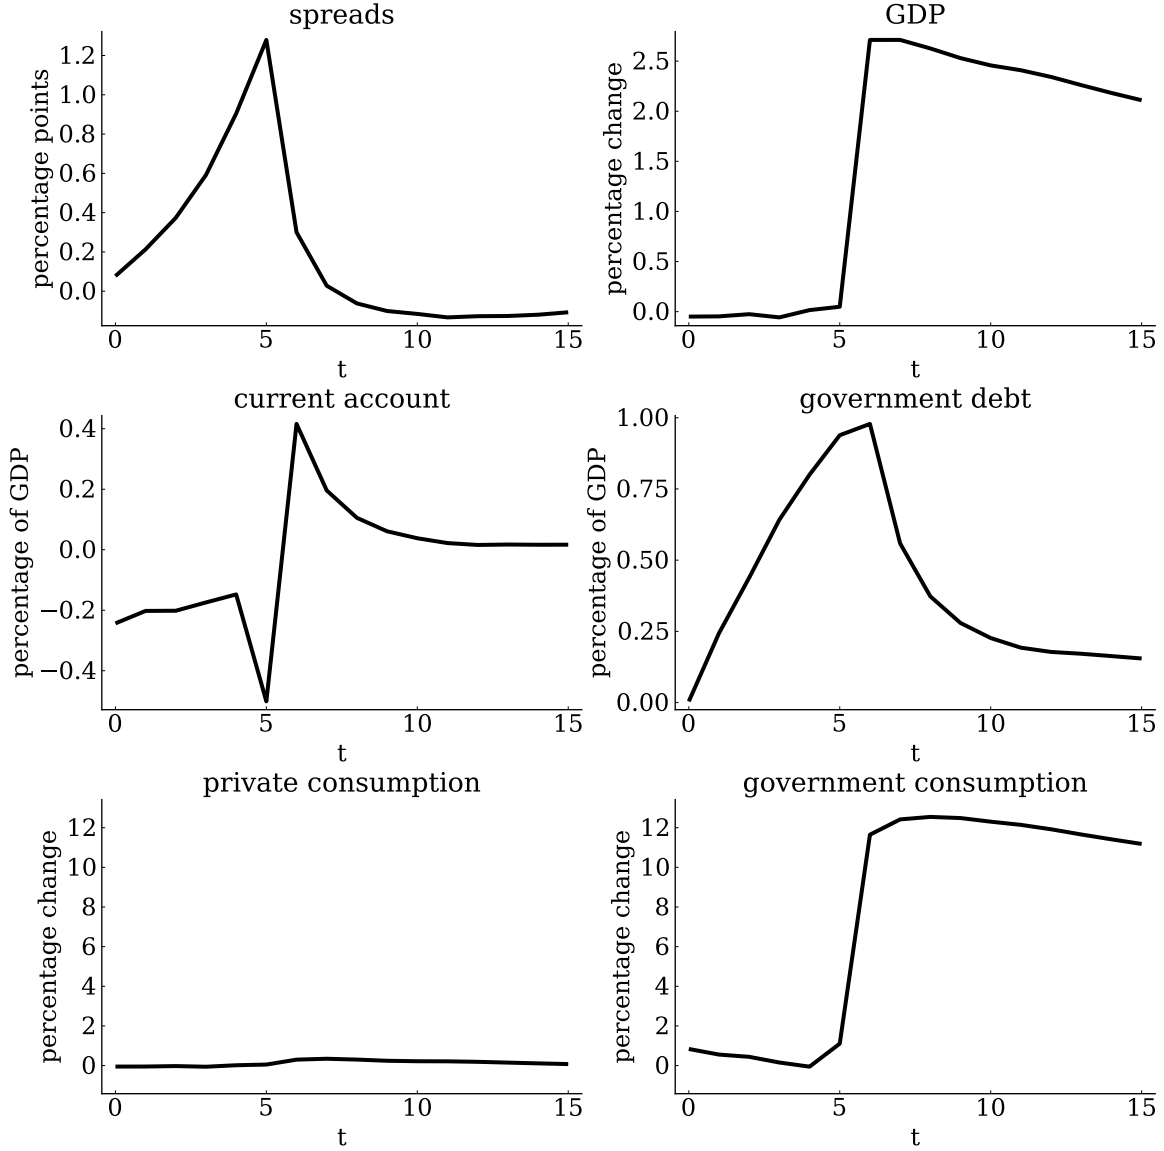 spreads
percentage points
1.2
1.0
0.8
0.6
0.4
0.2
0.0
0 5 10 15
t
GDP
percentage change
2.5
2.0
1.5
1.0
0.5
0.0
0 5 10 15
t
current account
percentage of GDP
0.4
0.2
0.0
−0.2
−0.4
0 5 10 15
t
government debt
percentage of GDP
1.00
0.75
0.50
0.25
0.00
0 5 10 15
t
private consumption
percentage change
12
10
8
6
4
2
0
0 5 10 15
t
government consumption
percentage change
12
10
8
6
4
2
0
0 5 10 15
t